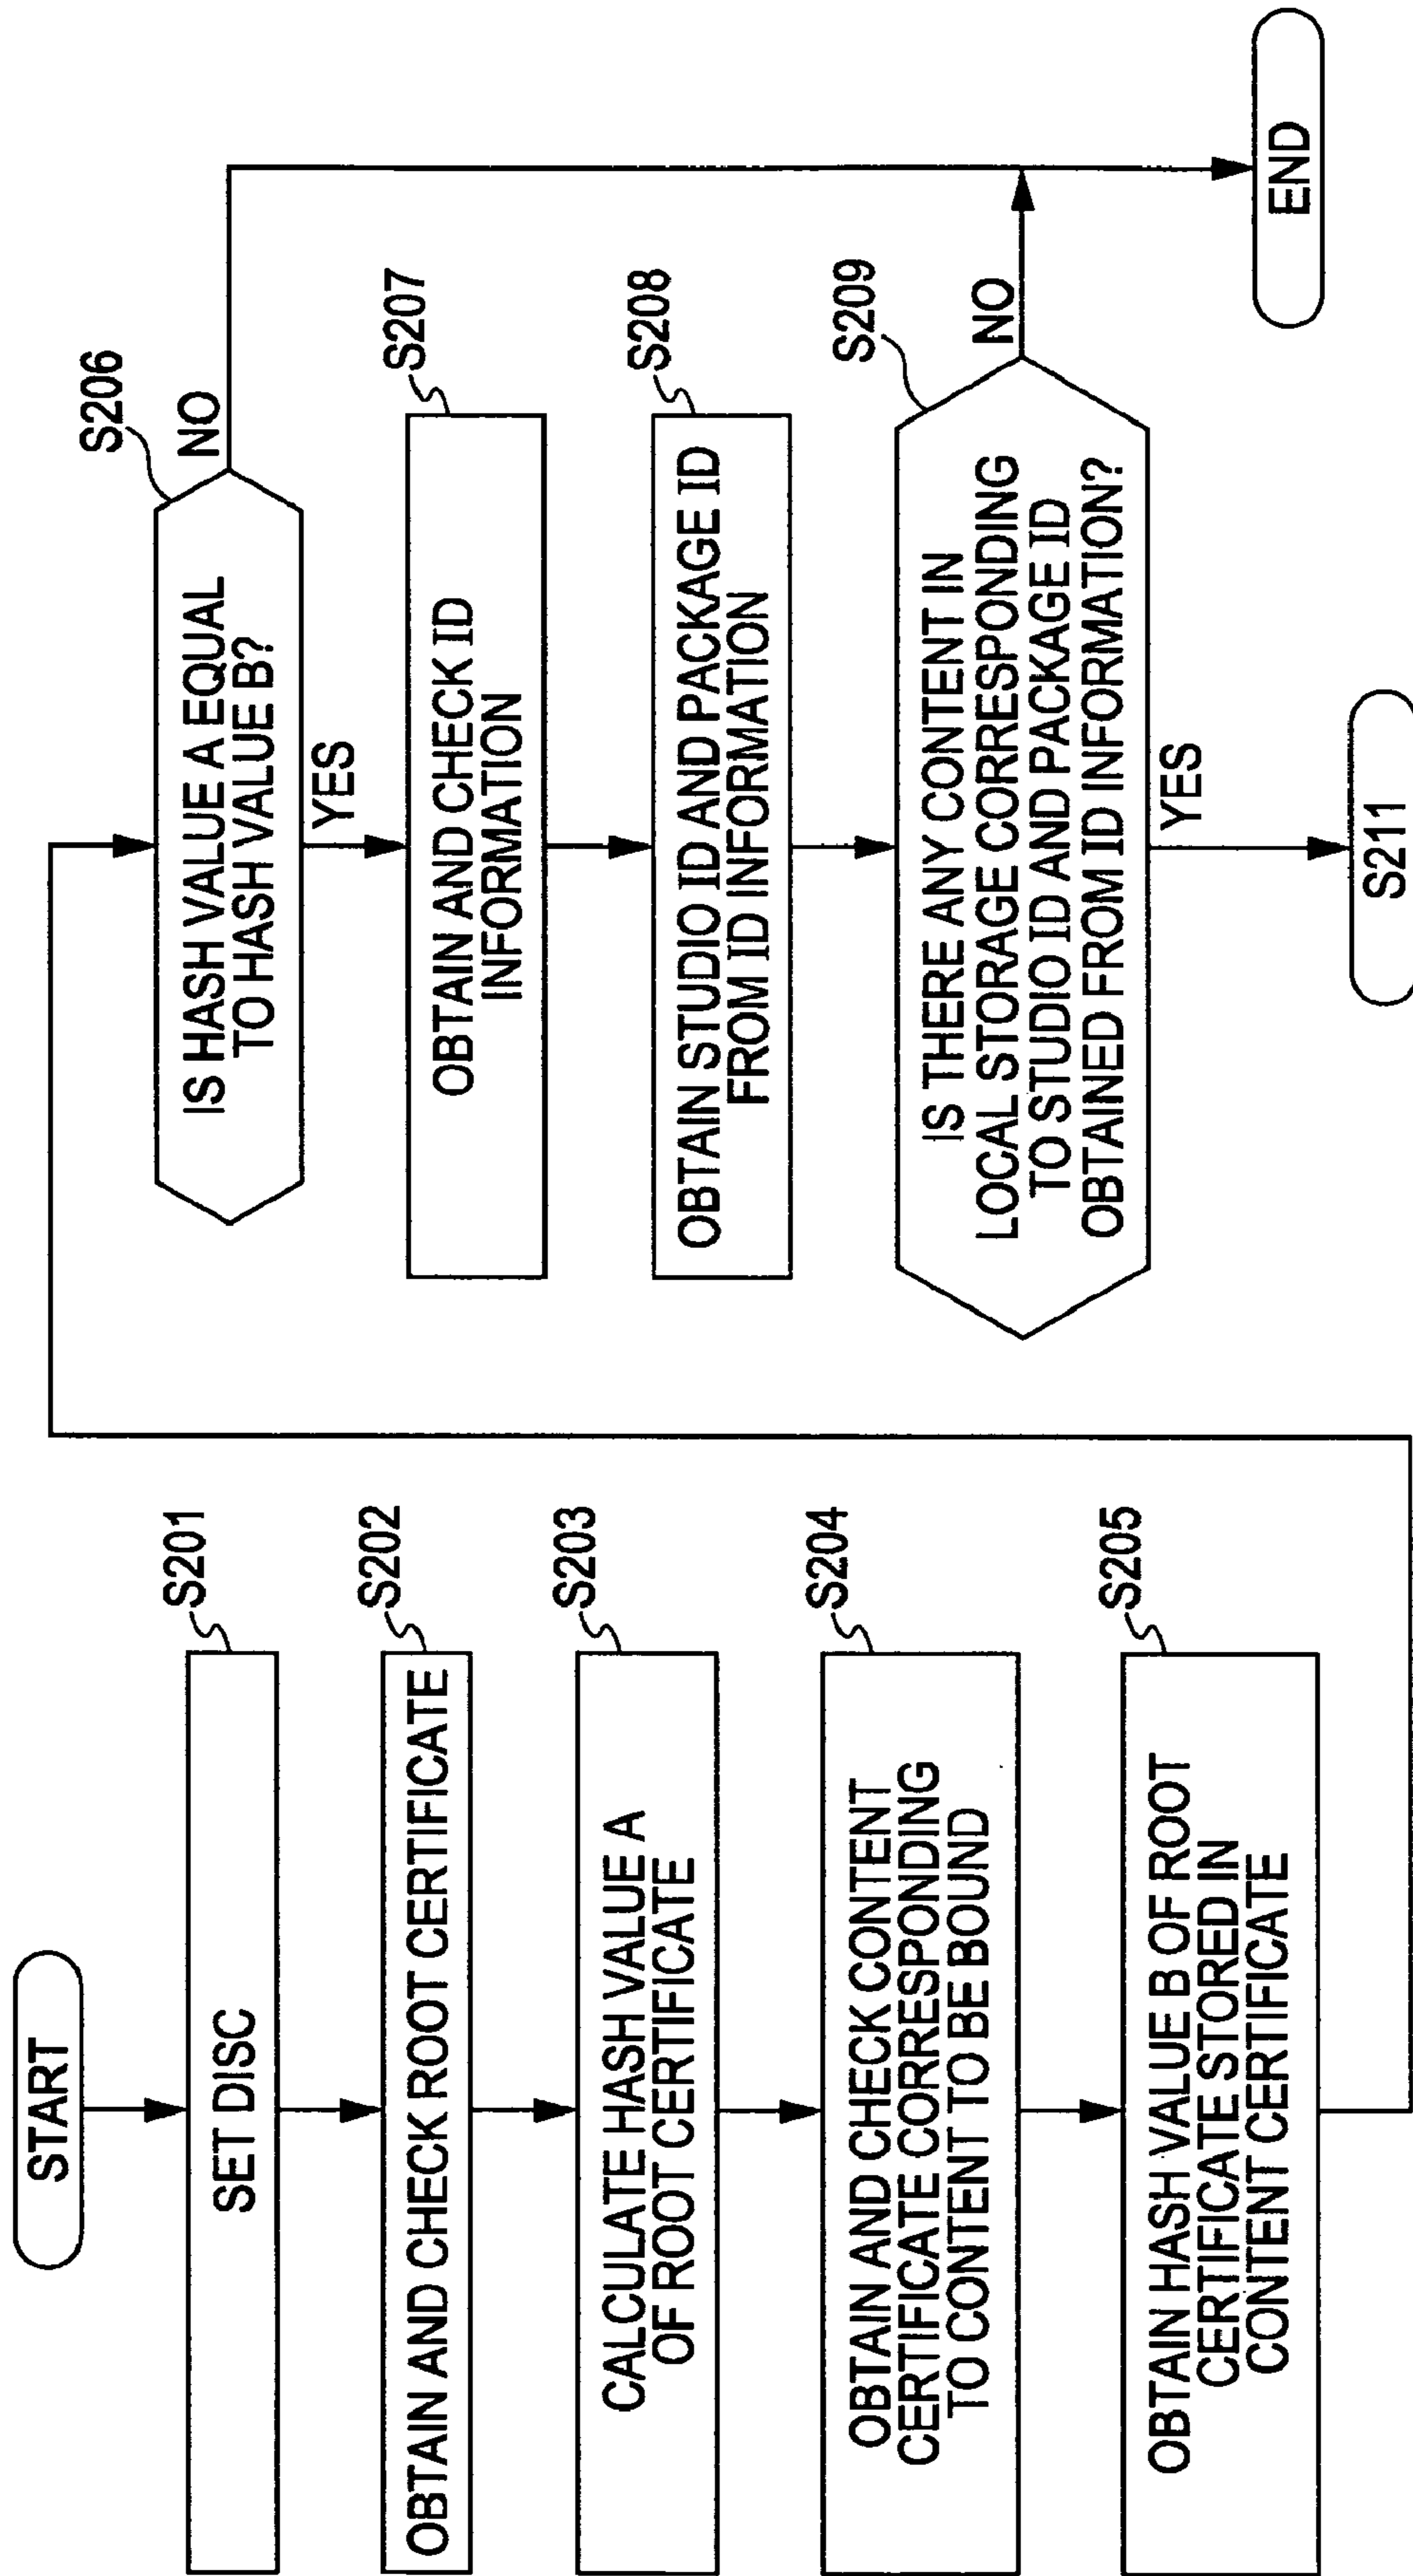 START
S201
SET DISC
S202
OBTAIN AND CHECK ROOT CERTIFICATE
S203
CALCULATE HASH VALUE A
OF ROOT CERTIFICATE
S204
OBTAIN AND CHECK CONTENT
CERTIFICATE CORRESPONDING
TO CONTENT TO BE BOUND
S205
OBTAIN HASH VALUE B OF ROOT
CERTIFICATE STORED IN
CONTENT CERTIFICATE
S206
IS HASH VALUE A EQUAL
TO HASH VALUE B?
NO
YES
S207
OBTAIN AND CHECK ID
INFORMATION
S208
OBTAIN STUDIO ID AND PACKAGE ID
FROM ID INFORMATION
S209
IS THERE ANY CONTENT IN
LOCAL STORAGE CORRESPONDING
TO STUDIO ID AND PACKAGE ID
OBTAINED FROM ID INFORMATION?
NO
YES
S211
END